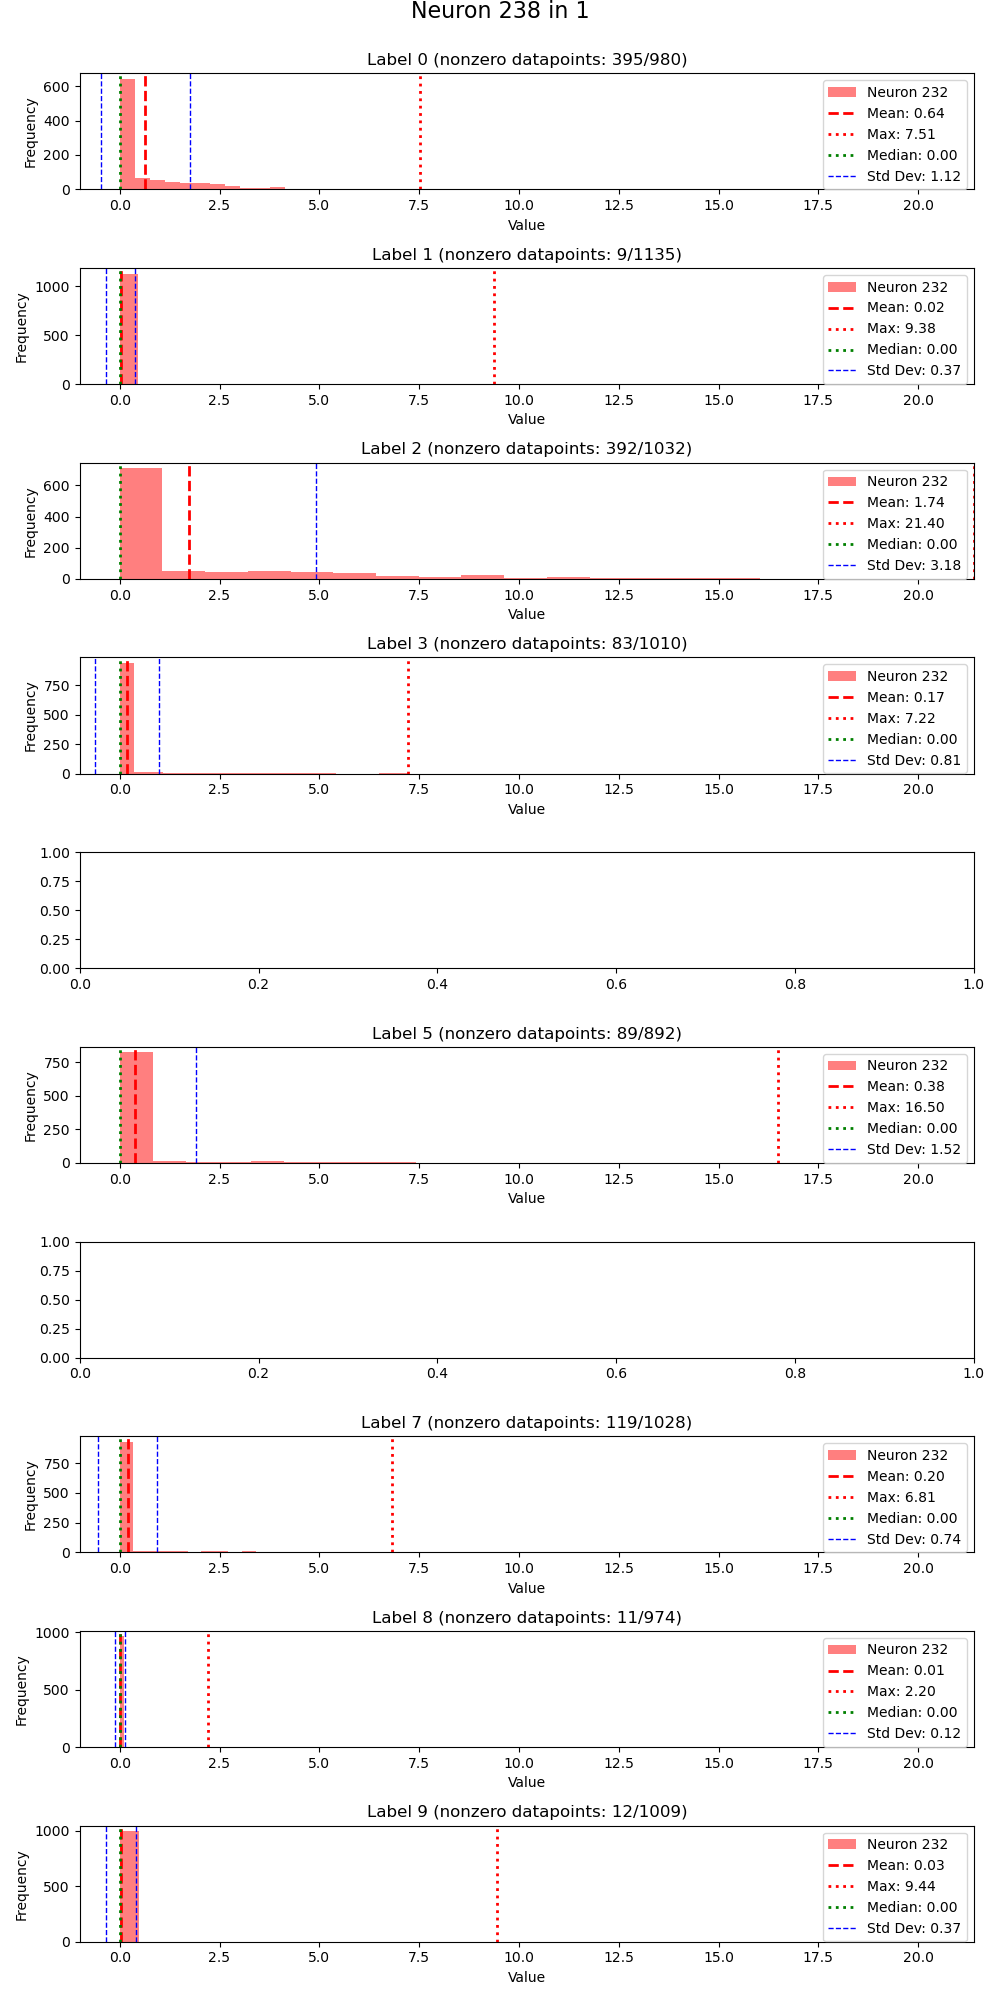 Neuron 238 in 1
Label 0 (nonzero datapoints: 395/980)
Frequency
600
400
200
0
Neuron 232
Mean: 0.64
Max: 7.51
Median: 0.00
Std Dev: 1.12
0.0 2.5 5.0 7.5 10.0 12.5 15.0 17.5 20.0
Value
Label 1 (nonzero datapoints: 9/1135)
Frequency
1000
500
0
Neuron 232
Mean: 0.02
Max: 9.38
Median: 0.00
Std Dev: 0.37
0.0 2.5 5.0 7.5 10.0 12.5 15.0 17.5 20.0
Value
Label 2 (nonzero datapoints: 392/1032)
Frequency
600
400
200
0
Neuron 232
Mean: 1.74
Max: 21.40
Median: 0.00
Std Dev: 3.18
0.0 2.5 5.0 7.5 10.0 12.5 15.0 17.5 20.0
Value
Label 3 (nonzero datapoints: 83/1010)
Frequency
750
500
250
0
Neuron 232
Mean: 0.17
Max: 7.22
Median: 0.00
Std Dev: 0.81
0.0 2.5 5.0 7.5 10.0 12.5 15.0 17.5 20.0
Value
1.00
0.75
0.50
0.25
0.00
0.0 0.2 0.4 0.6 0.8 1.0
Label 5 (nonzero datapoints: 89/892)
Frequency
750
500
250
0
Neuron 232
Mean: 0.38
Max: 16.50
Median: 0.00
Std Dev: 1.52
0.0 2.5 5.0 7.5 10.0 12.5 15.0 17.5 20.0
Value
1.00
0.75
0.50
0.25
0.00
0.0 0.2 0.4 0.6 0.8 1.0
Label 7 (nonzero datapoints: 119/1028)
Frequency
750
500
250
0
Neuron 232
Mean: 0.20
Max: 6.81
Median: 0.00
Std Dev: 0.74
0.0 2.5 5.0 7.5 10.0 12.5 15.0 17.5 20.0
Value
Label 8 (nonzero datapoints: 11/974)
Frequency
1000
500
0
Neuron 232
Mean: 0.01
Max: 2.20
Median: 0.00
Std Dev: 0.12
0.0 2.5 5.0 7.5 10.0 12.5 15.0 17.5 20.0
Value
Label 9 (nonzero datapoints: 12/1009)
Frequency
1000
500
0
Neuron 232
Mean: 0.03
Max: 9.44
Median: 0.00
Std Dev: 0.37
0.0 2.5 5.0 7.5 10.0 12.5 15.0 17.5 20.0
Value